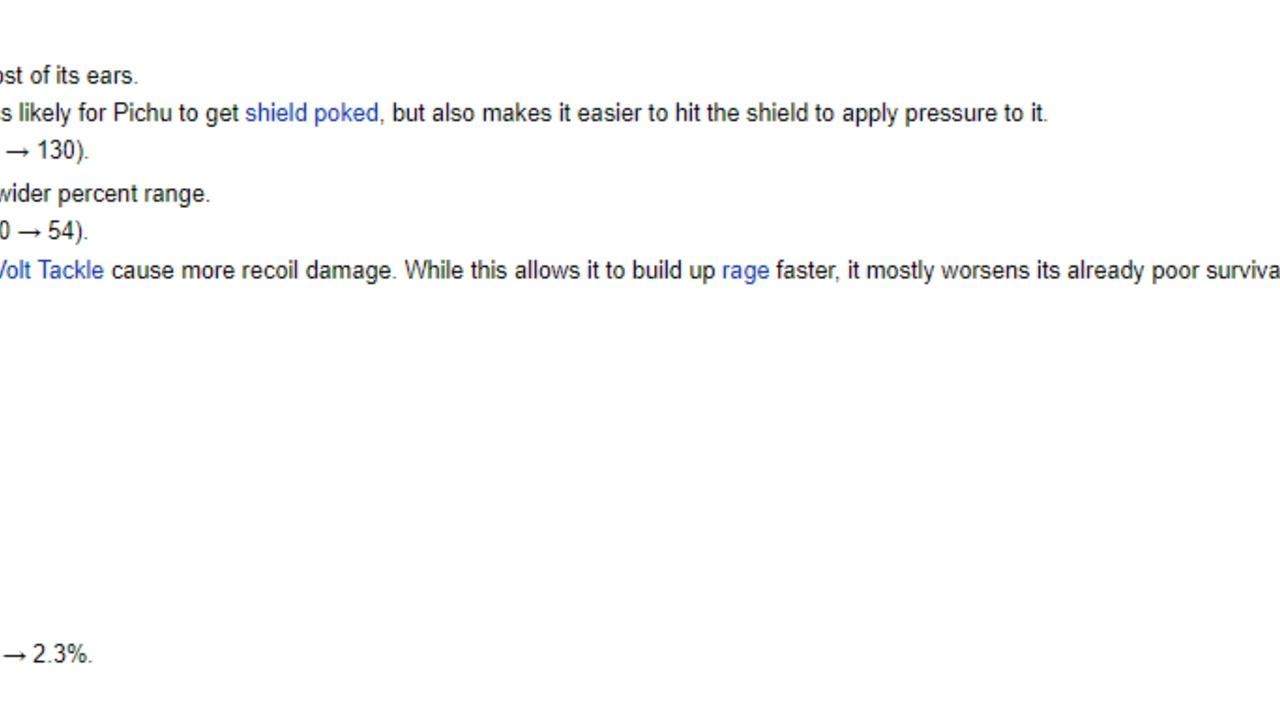 ost of its ears.
s likely for Pichu to get shield poked, but also makes it easier to hit the shield to apply pressure to it.
→ 130).
wider percent range.
0 → 54).
Volt Tackle cause more recoil damage. While this allows it to build up rage faster, it mostly worsens its already poor surviva
→ 2.3%.